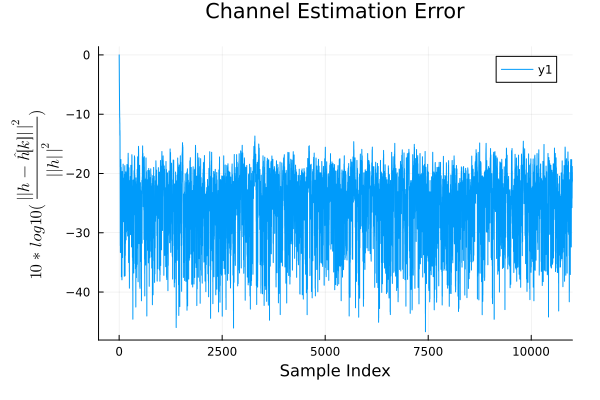 Channel Estimation Error
10 * log10( ||h − ĥ[k]||² / ||h||² )
0
−10
−20
−30
−40
y1
0 2500 5000 7500 10000
Sample Index